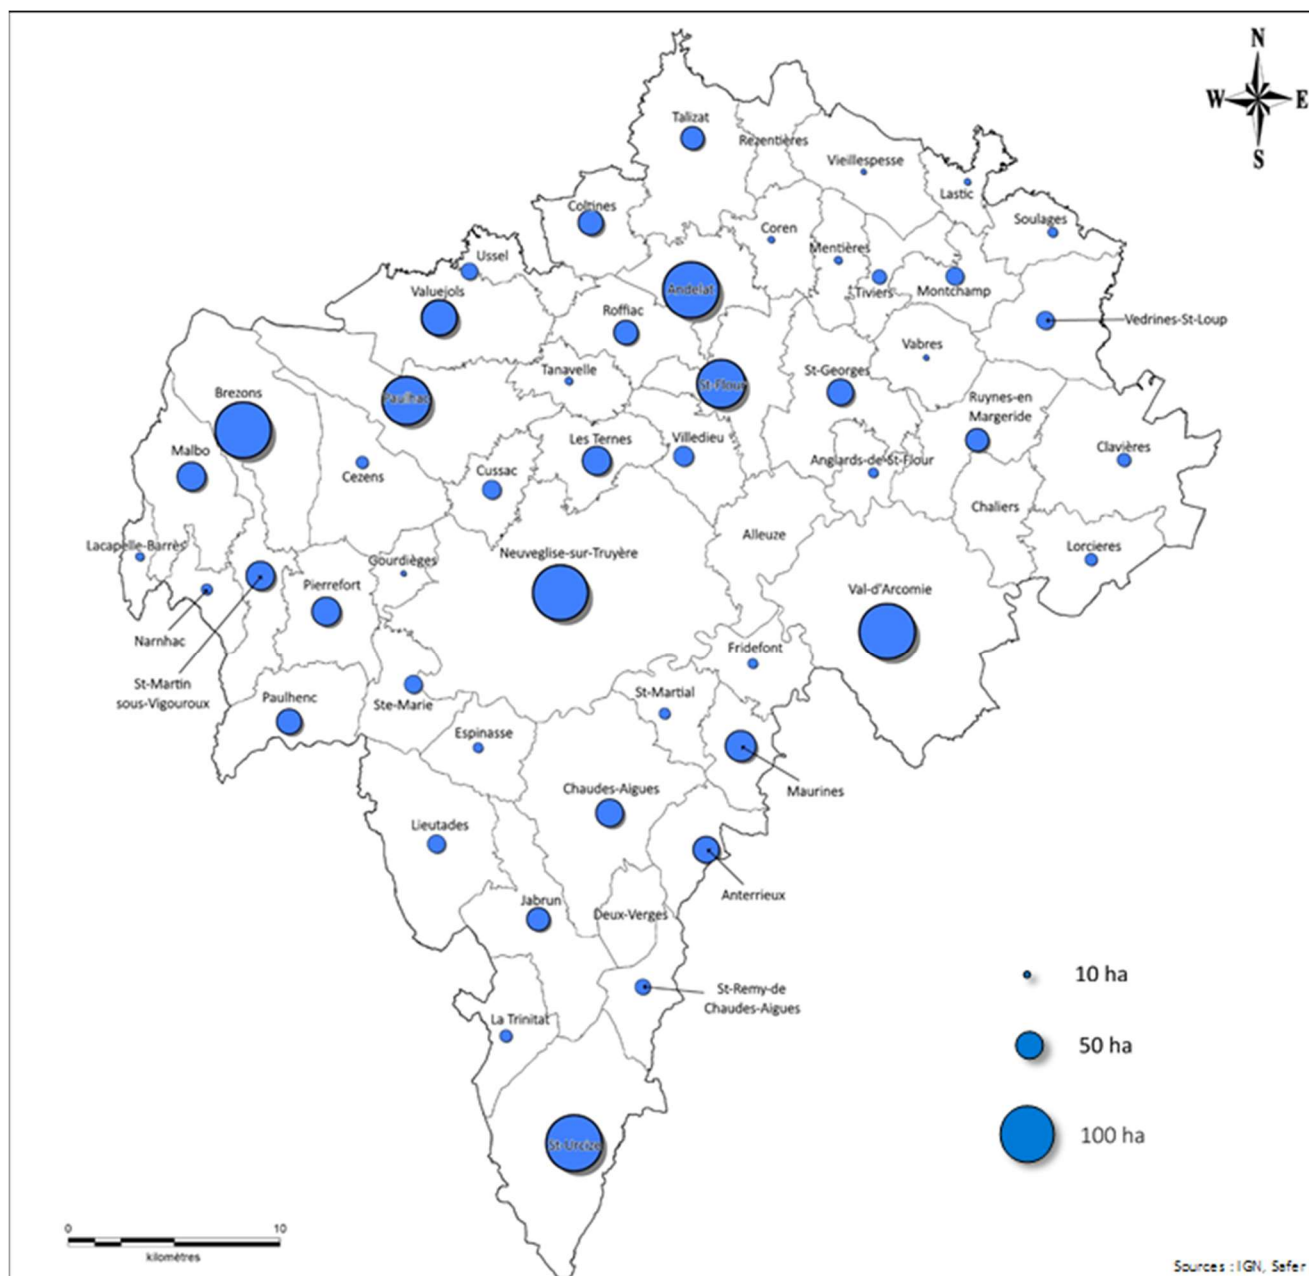 N
W E
S
Talizat
Rezentières
Vieillespesse
Lastic
Coltines
Soulages
Coren
Mentières
Ussel
Valuejols
Andelat
Tiviers
Montchamp
Roffiac
Vedrines-St-Loup
Vabres
Tanavelle
St-Flour
St-Georges
Brezons
Paulhac
Ruynes-en
Margeride
Malbo
Les Ternes
Villedieu
Clavières
Cezens
Cussac
Anglards-de-St-Flour
Chaliers
Alleuze
Lacapelle-Barrès
Lorcieres
Gourdièges
Neuveglise-sur-Truyère
Pierrefort
Val-d'Arcomie
Narnhac
Fridefont
St-Martin
sous-Vigouroux
St-Martial
Paulhenc
Ste-Marie
Espinasse
Chaudes-Aigues
Maurines
Lieutades
Anterrieux
Jabrun
Deux-Verges
St-Remy-de
Chaudes-Aigues
10 ha
La Trinitat
50 ha
100 ha
St-Urcize
0 10
kilomètres
Sources : IGN, Safer